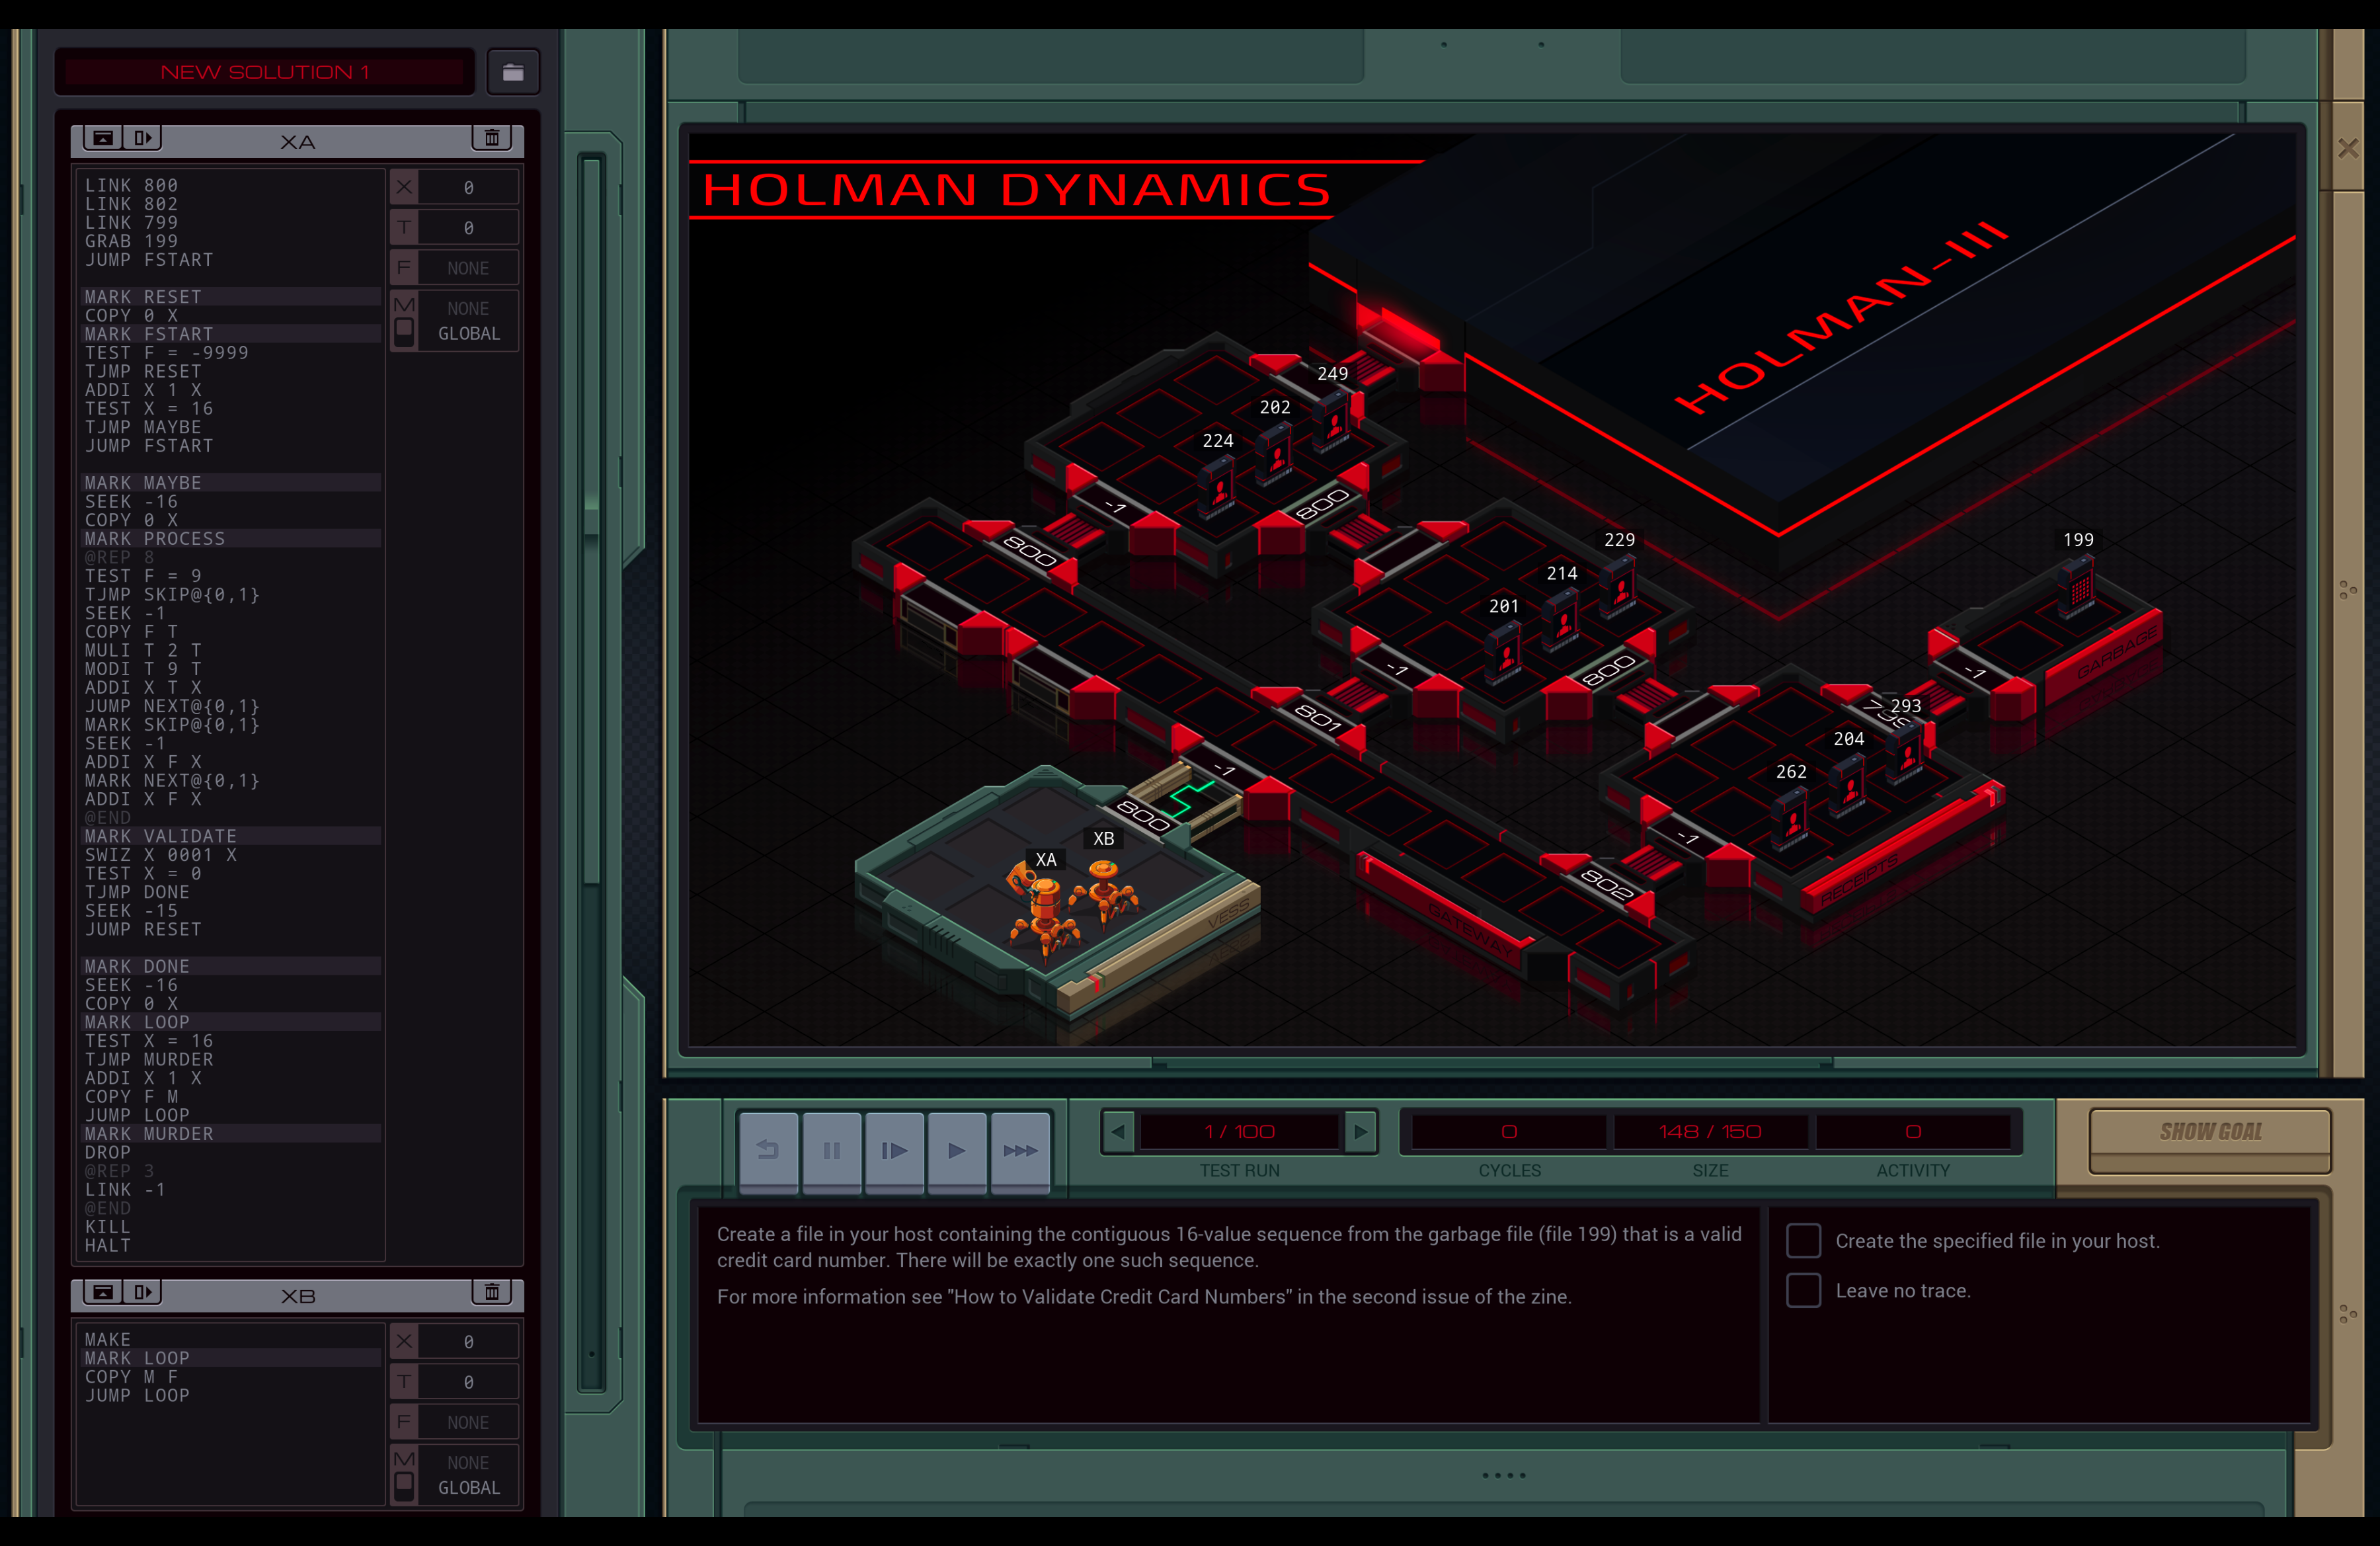 NEW SOLUTION 1
XA
LINK 800
LINK 802
LINK 799
GRAB 199
JUMP FSTART
MARK RESET
COPY 0 X
MARK FSTART
TEST F = -9999
TJMP RESET
ADDI X 1 X
TEST X = 16
TJMP MAYBE
JUMP FSTART
MARK MAYBE
SEEK -16
COPY 0 X
MARK PROCESS
@REP 8
TEST F = 9
TJMP SKIP@{0,1}
SEEK -1
COPY F T
MULI T 2 T
MODI T 9 T
ADDI X T X
JUMP NEXT@{0,1}
MARK SKIP@{0,1}
SEEK -1
ADDI X F X
MARK NEXT@{0,1}
ADDI X F X
@END
MARK VALIDATE
SWIZ X 0001 X
TEST X = 0
TJMP DONE
SEEK -15
JUMP RESET
MARK DONE
SEEK -16
COPY 0 X
MARK LOOP
TEST X = 16
TJMP MURDER
ADDI X 1 X
COPY F M
JUMP LOOP
MARK MURDER
DROP
@REP 3
LINK -1
@END
KILL
HALT
X 0
T 0
F NONE
M NONE
GLOBAL
XB
MAKE
MARK LOOP
COPY M F
JUMP LOOP
X 0
T 0
F NONE
M NONE
GLOBAL
HOLMAN DYNAMICS
HOLMAN-III
249
202
224
-1
800
800
229
214
201
-1
800
199
GARBAGE
-1
799
293
204
262
-1
RECEIPTS
801
-1
800
802
GATEWAY
XB
XA
VESS
1 / 100
TEST RUN
0
CYCLES
148 / 150
SIZE
0
ACTIVITY
SHOW GOAL
Create a file in your host containing the contiguous 16-value sequence from the garbage file (file 199) that is a valid
credit card number. There will be exactly one such sequence.
For more information see "How to Validate Credit Card Numbers" in the second issue of the zine.
Create the specified file in your host.
Leave no trace.